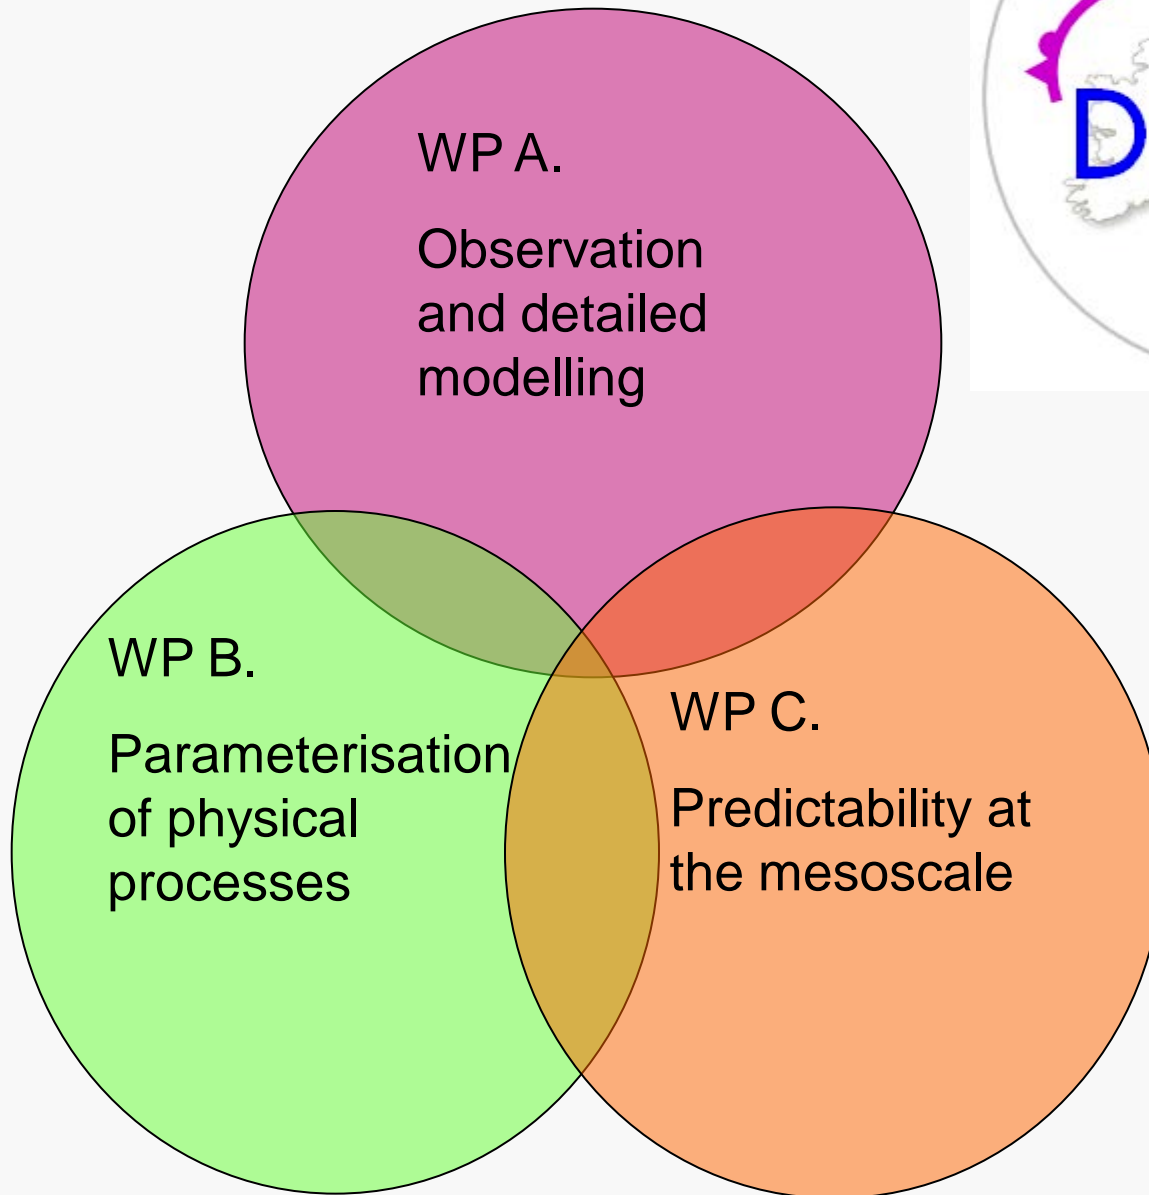 WP A.
Observation
and detailed
modelling
D
WP B.
Parameterisation
of physical
processes
WP C.
Predictability at
the mesoscale